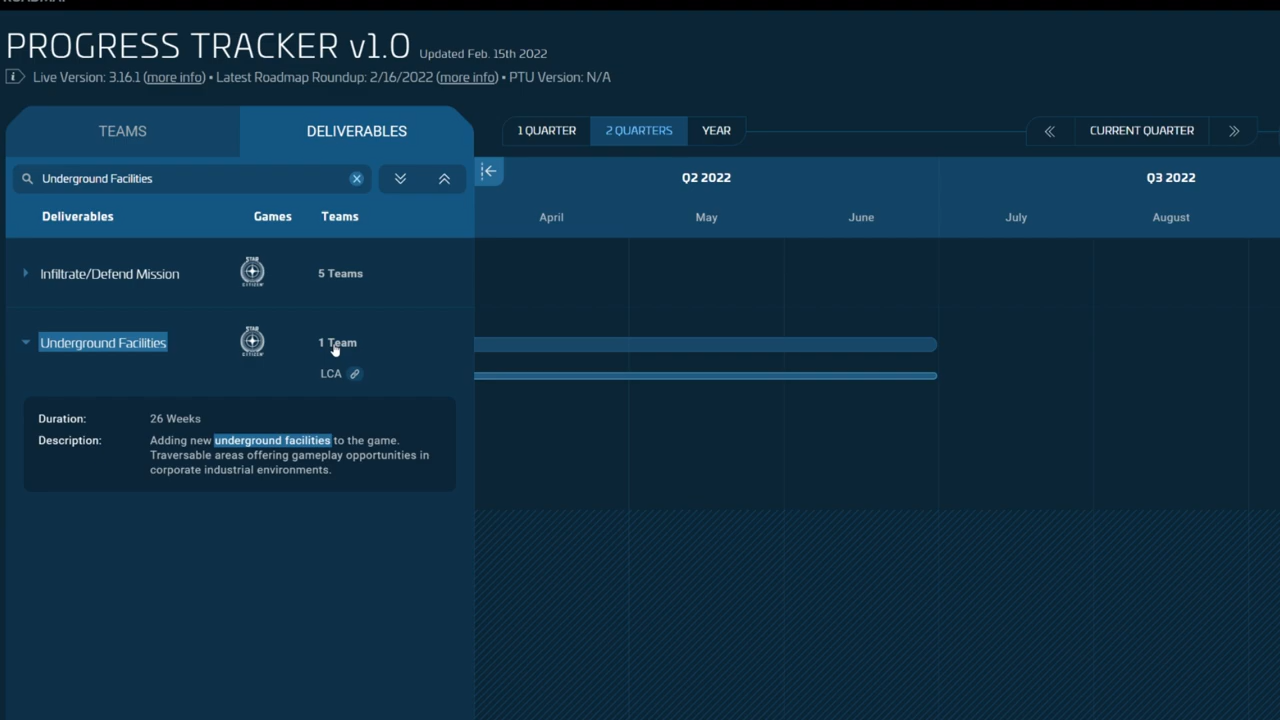 PROGRESS TRACKER v1.0 Updated Feb. 15th 2022
Live Version: 3.16.1 (more info) • Latest Roadmap Roundup: 2/16/2022 (more info) • PTU Version: N/A
TEAMS DELIVERABLES 1 QUARTER 2 QUARTERS YEAR CURRENT QUARTER
Underground Facilities Q2 2022 Q3 2022
Deliverables Games Teams April May June July August
Infiltrate/Defend Mission STAR CITIZEN 5 Teams
Underground Facilities STAR CITIZEN 1 Team
LCA
Duration: 26 Weeks
Description: Adding new underground facilities to the game.
Traversable areas offering gameplay opportunities in
corporate industrial environments.